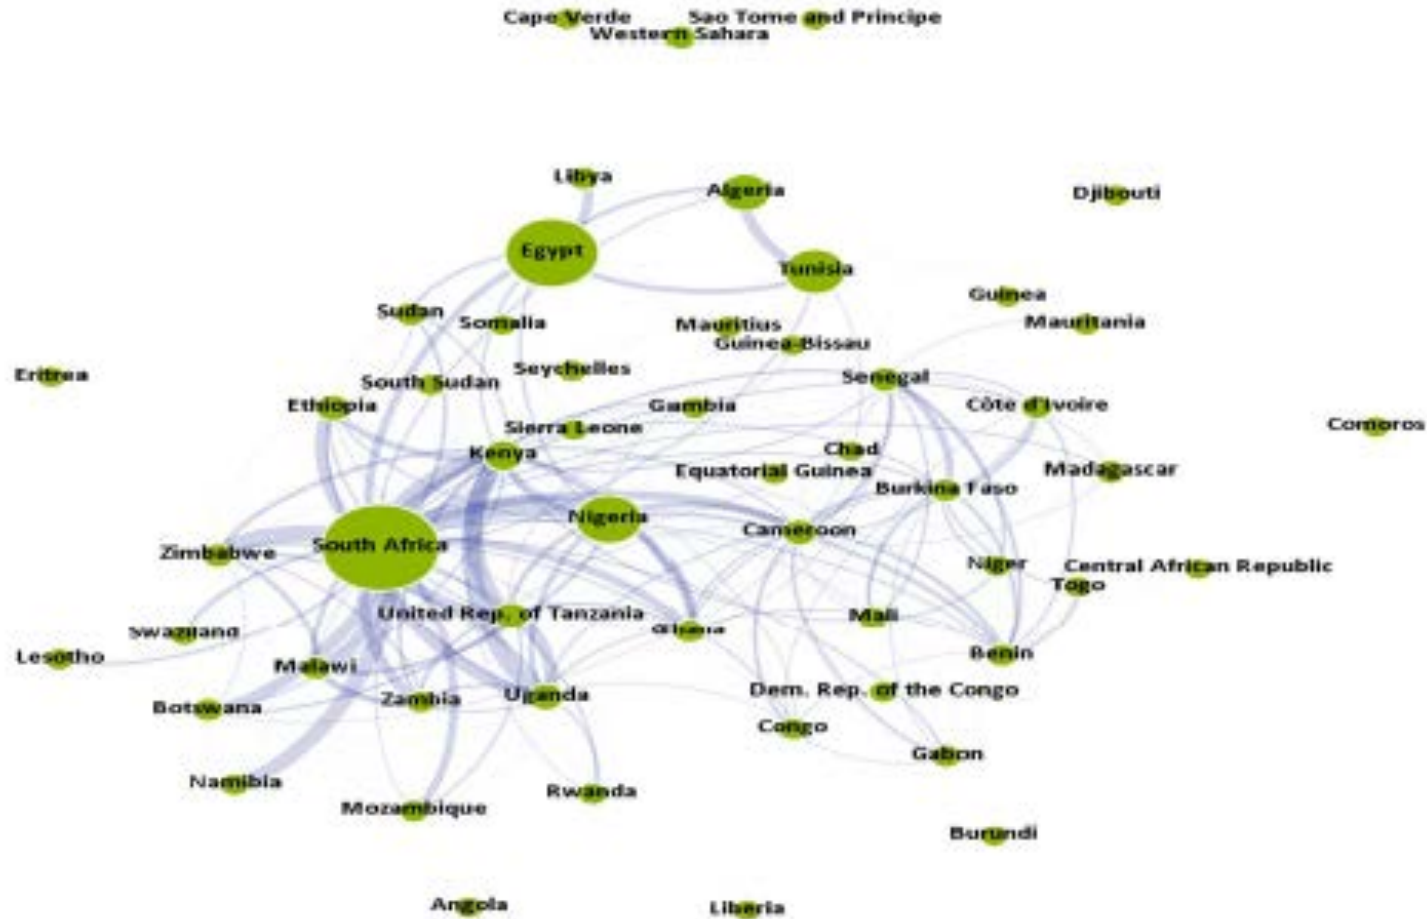 Cape Verde
Sao Tome and Principe
Western Sahara
Libya
Algeria
Djibouti
Egypt
Tunisia
Guinea
Sudan
Somalia
Mauritius
Mauritania
Guinea-Bissau
Seychelles
Eritrea
South Sudan
Senegal
Ethiopia
Gambia
Côte d'Ivoire
Sierra Leone
Comoros
Kenya
Chad
Equatorial Guinea
Madagascar
Burkina Faso
Nigeria
Cameroon
South Africa
Zimbabwe
Niger
Central African Republic
Togo
United Rep. of Tanzania
Mali
Swaziland
Ghana
Lesotho
Malawi
Benin
Zambia
Uganda
Dem. Rep. of the Congo
Botswana
Congo
Gabon
Namibia
Rwanda
Mozambique
Burundi
Angola
Liberia